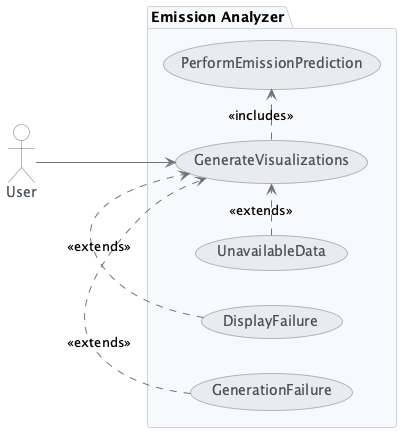 Emission Analyzer
PerformEmissionPrediction
«includes»
GenerateVisualizations
User
«extends»
«extends»
UnavailableData
DisplayFailure
«extends»
GenerationFailure